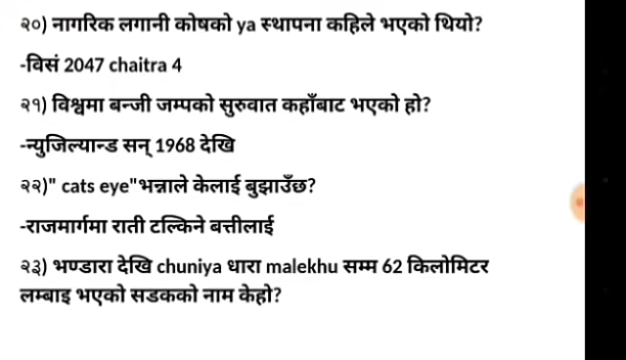 २०) नागरिक लगानी कोषको ya स्थापना कहिले भएको थियो?
-विसं 2047 chaitra 4
२१) विश्वमा बन्जी जम्पको सुरुवात कहाँबाट भएको हो?
-न्युजिल्यान्ड सन् 1968 देखि
२२)" cats eye"भन्नाले केलाई बुझाउँछ?
-राजमार्गमा राती टल्किने बत्तीलाई
२३) भण्डारा देखि chuniya धारा malekhu सम्म 62 किलोमिटर
लम्बाइ भएको सडकको नाम केहो?